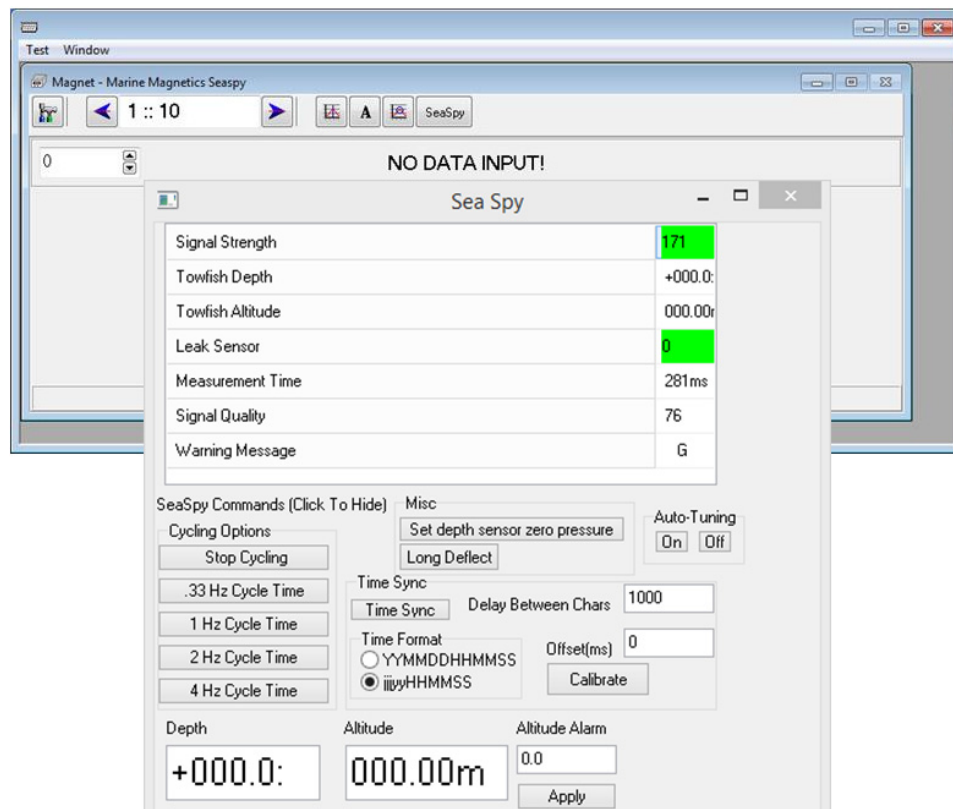 Test Window
Magnet - Marine Magnetics Seaspy
1 :: 10 A SeaSpy
0 NO DATA INPUT!
Sea Spy
Signal Strength 171
Towfish Depth +000.0:
Towfish Altitude 000.00
Leak Sensor 0
Measurement Time 281ms
Signal Quality 76
Warning Message G
SeaSpy Commands (Click To Hide)
Cycling Options
Stop Cycling
.33 Hz Cycle Time
1 Hz Cycle Time
2 Hz Cycle Time
4 Hz Cycle Time
Misc
Set depth sensor zero pressure
Long Deflect
Auto-Tuning
On Off
Time Sync
Time Sync Delay Between Chars 1000
Time Format
YYMMDDHHMMSS
jjjyyHHMMSS
Offset(ms) 0
Calibrate
Depth
+000.0:
Altitude
000.00m
Altitude Alarm
0.0
Apply